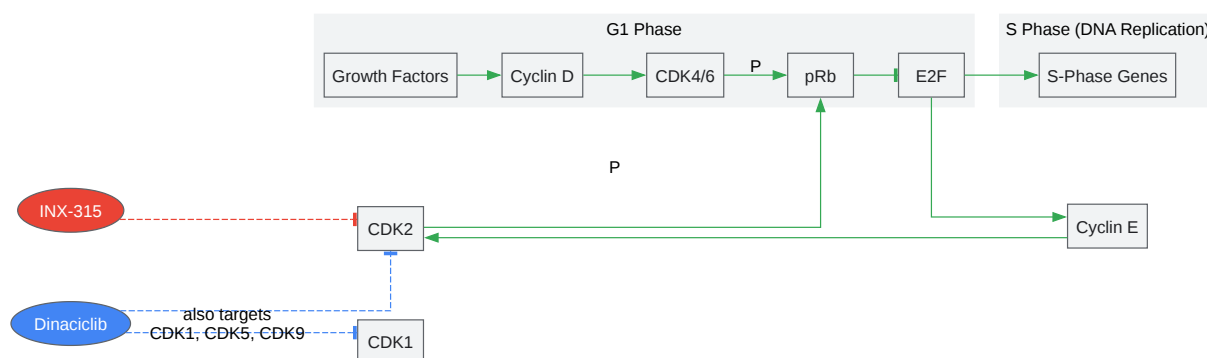 G1 Phase
S Phase (DNA Replication)
Growth Factors
Cyclin D
CDK4/6
P
pRb
E2F
S-Phase Genes
P
INX-315
CDK2
Cyclin E
Dinaciclib
also targets
CDK1, CDK5, CDK9
CDK1